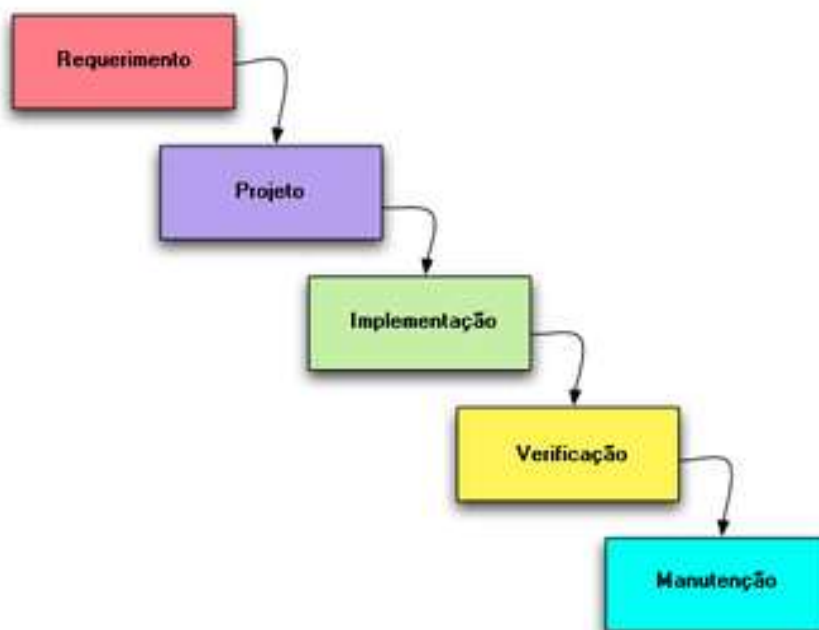 Requerimento
Projeto
Implementação
Verificação
Manutenção